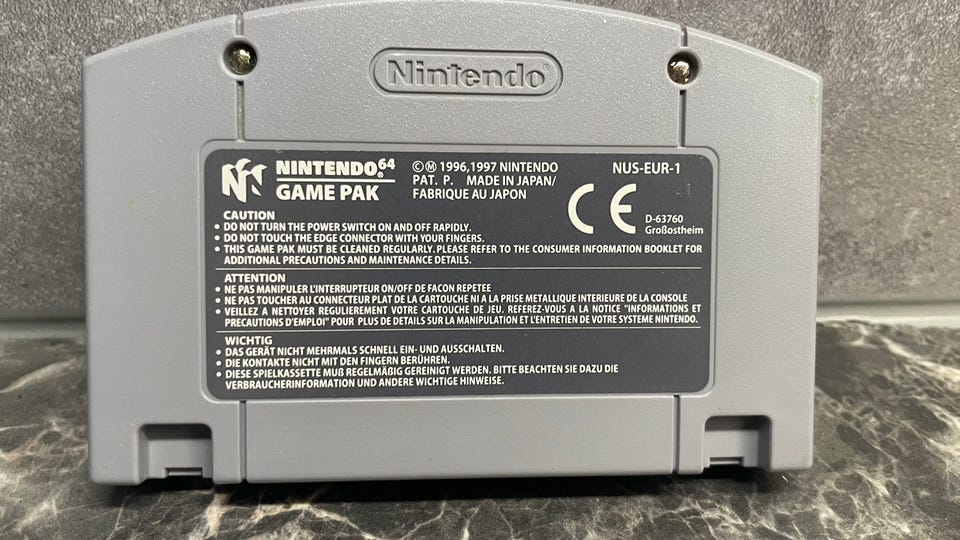 Nintendo®
NINTENDO⁶⁴
GAME PAK
©Ⓜ 1996,1997 NINTENDO
PAT. P. MADE IN JAPAN/
FABRIQUE AU JAPON
NUS-EUR-1
CE
D-63760
Großostheim
CAUTION
• DO NOT TURN THE POWER SWITCH ON AND OFF RAPIDLY.
• DO NOT TOUCH THE EDGE CONNECTOR WITH YOUR FINGERS.
• THIS GAME PAK MUST BE CLEANED REGULARLY. PLEASE REFER TO THE CONSUMER INFORMATION BOOKLET FOR
ADDITIONAL PRECAUTIONS AND MAINTENANCE DETAILS.
ATTENTION
• NE PAS MANIPULER L'INTERRUPTEUR ON/OFF DE FACON REPETEE
• NE PAS TOUCHER AU CONNECTEUR PLAT DE LA CARTOUCHE NI A LA PRISE METALLIQUE INTERIEURE DE LA CONSOLE
• VEILLEZ A NETTOYER REGULIEREMENT VOTRE CARTOUCHE DE JEU. REFEREZ-VOUS A LA NOTICE "INFORMATIONS ET
PRECAUTIONS D'EMPLOI" POUR PLUS DE DETAILS SUR LA MANIPULATION ET L'ENTRETIEN DE VOTRE SYSTEME NINTENDO.
WICHTIG
• DAS GERÄT NICHT MEHRMALS SCHNELL EIN- UND AUSSCHALTEN.
• DIE KONTAKTE NICHT MIT DEN FINGERN BERÜHREN.
• DIESE SPIELKASSETTE MUß REGELMÄßIG GEREINIGT WERDEN. BITTE BEACHTEN SIE DAZU DIE
VERBRAUCHERINFORMATION UND ANDERE WICHTIGE HINWEISE.